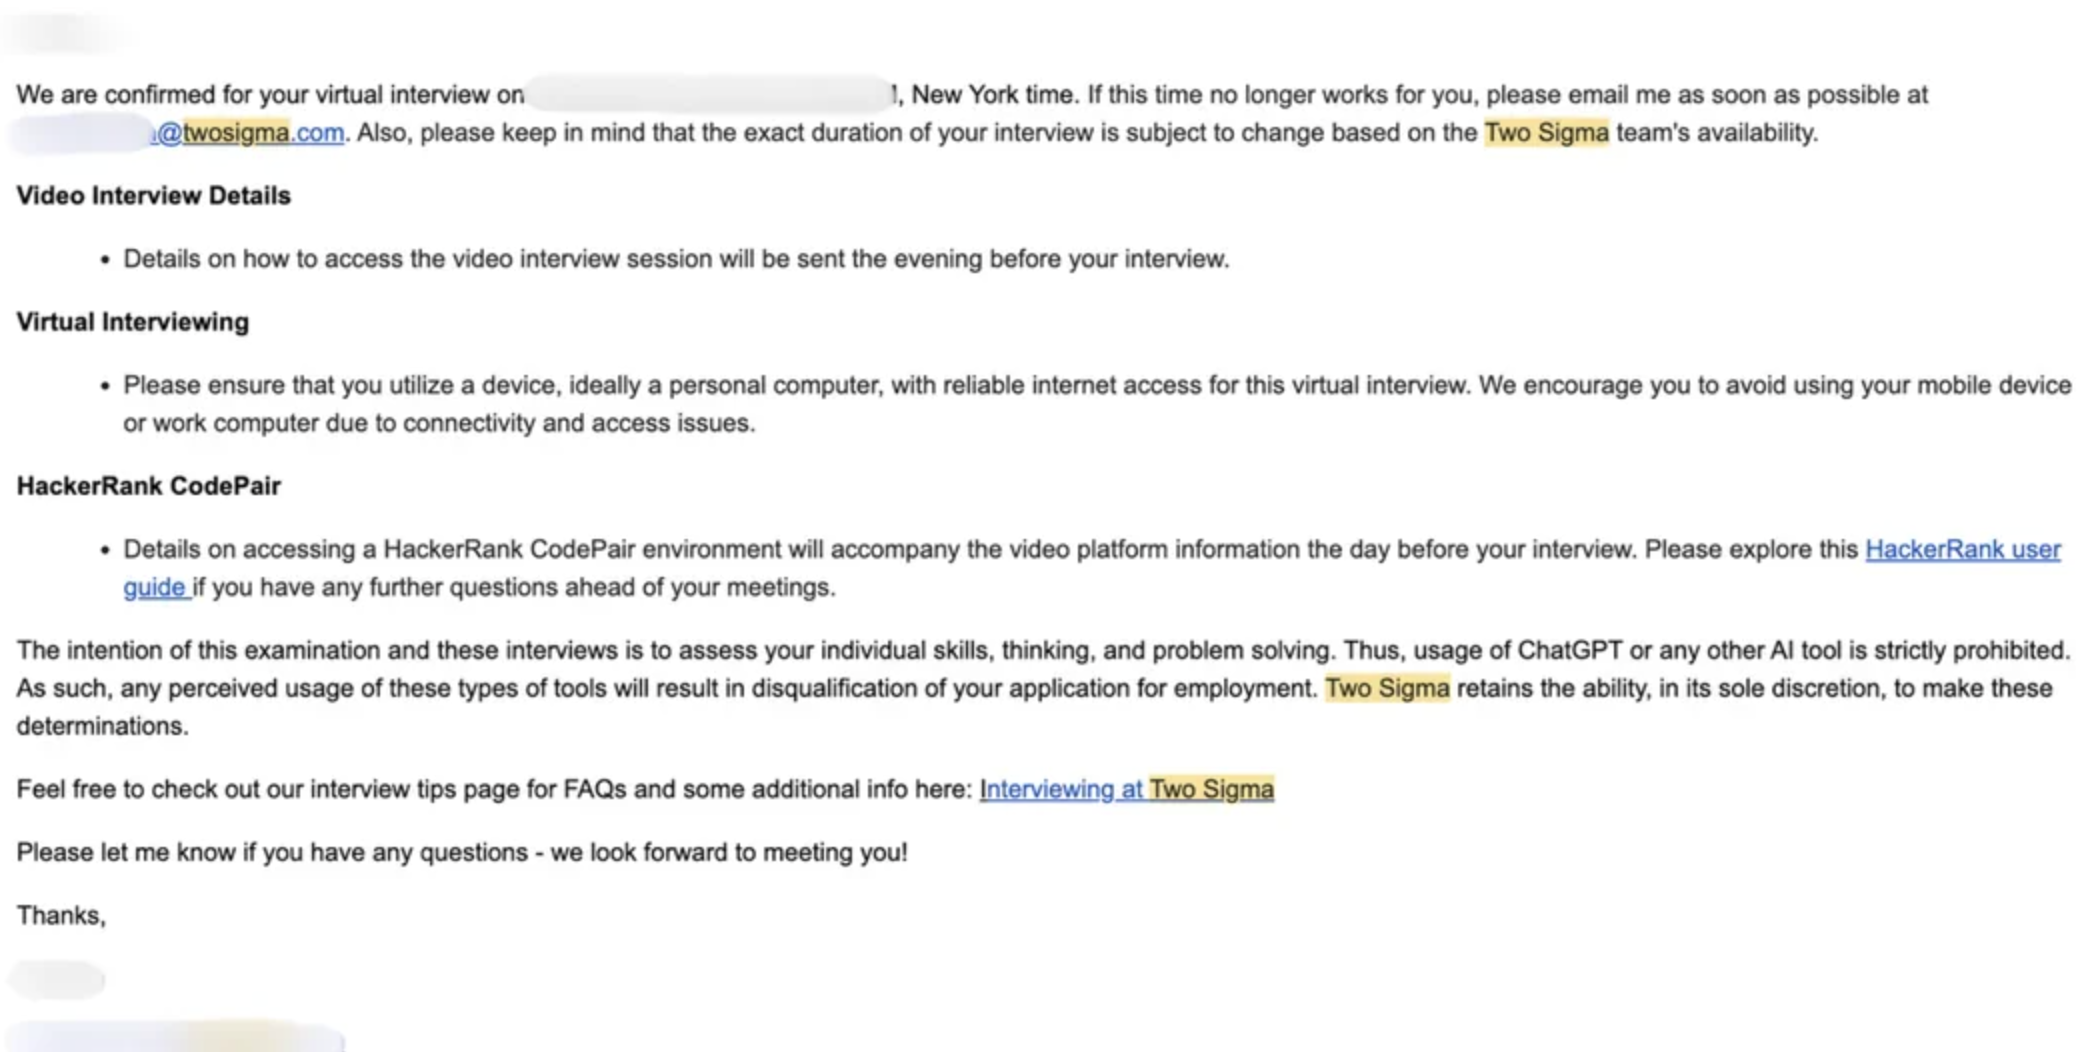 We are confirmed for your virtual interview on , New York time. If this time no longer works for you, please email me as soon as possible at
@twosigma.com. Also, please keep in mind that the exact duration of your interview is subject to change based on the Two Sigma team's availability.
Video Interview Details
• Details on how to access the video interview session will be sent the evening before your interview.
Virtual Interviewing
• Please ensure that you utilize a device, ideally a personal computer, with reliable internet access for this virtual interview. We encourage you to avoid using your mobile device
or work computer due to connectivity and access issues.
HackerRank CodePair
• Details on accessing a HackerRank CodePair environment will accompany the video platform information the day before your interview. Please explore this HackerRank user
guide if you have any further questions ahead of your meetings.
The intention of this examination and these interviews is to assess your individual skills, thinking, and problem solving. Thus, usage of ChatGPT or any other AI tool is strictly prohibited.
As such, any perceived usage of these types of tools will result in disqualification of your application for employment. Two Sigma retains the ability, in its sole discretion, to make these
determinations.
Feel free to check out our interview tips page for FAQs and some additional info here: Interviewing at Two Sigma
Please let me know if you have any questions - we look forward to meeting you!
Thanks,